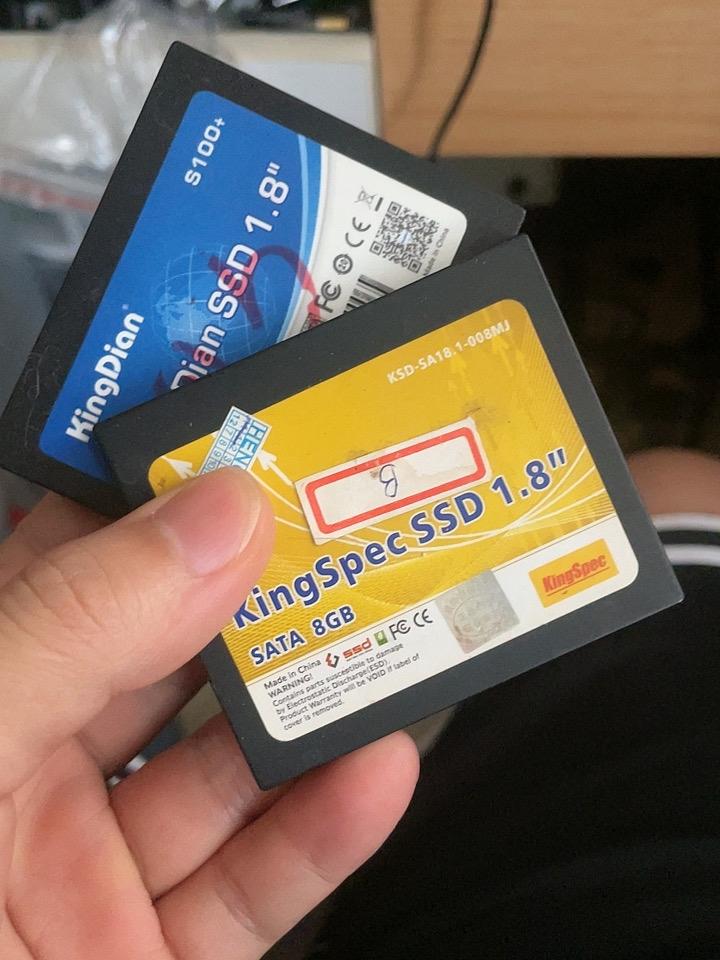 S100+
KingDian®
Dian SSD 1.8"
FC CE
Made in China
KSD-SA18.1-008MJ
KingSpec SSD 1.8"
SATA 8GB
KingSpec
Made in China ssd FC CE
WARNING!
Contains parts susceptible to damage
by Electrostatic Discharge(ESD).
Product Warranty will be VOID if label of
cover is removed.